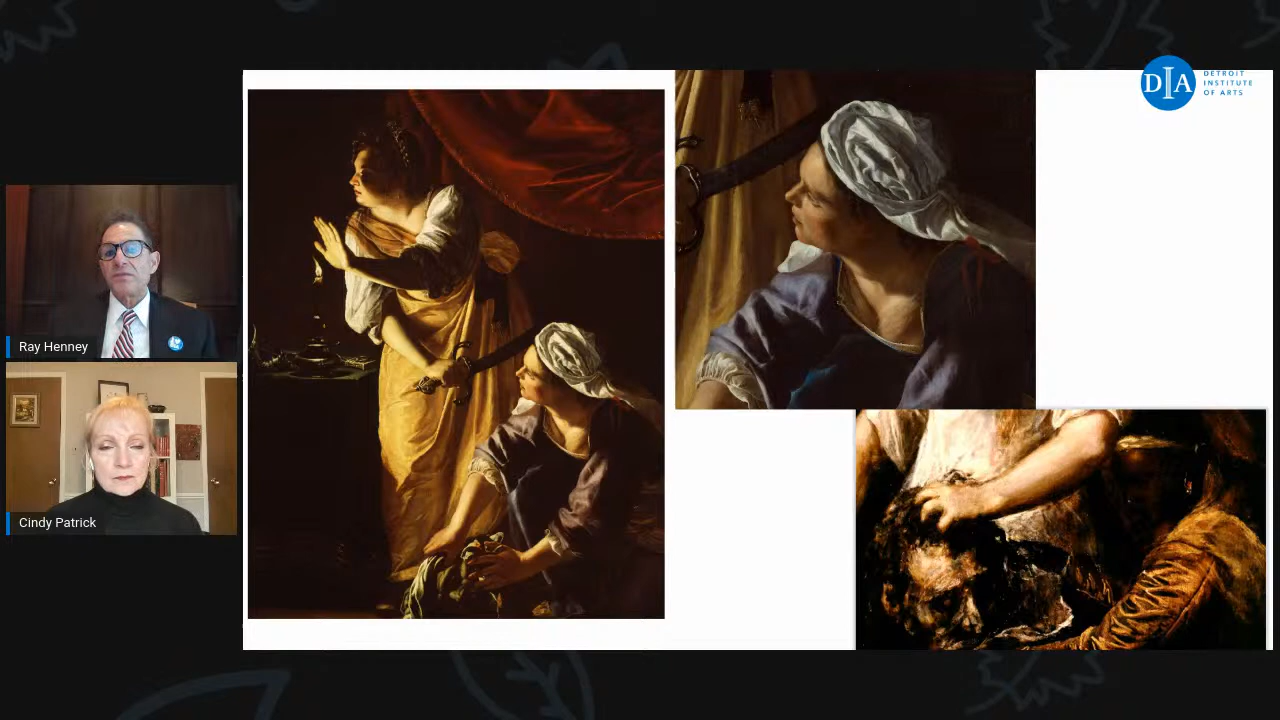 DIA
DETROIT
INSTITUTE
OF ARTS
Ray Henney
Cindy Patrick